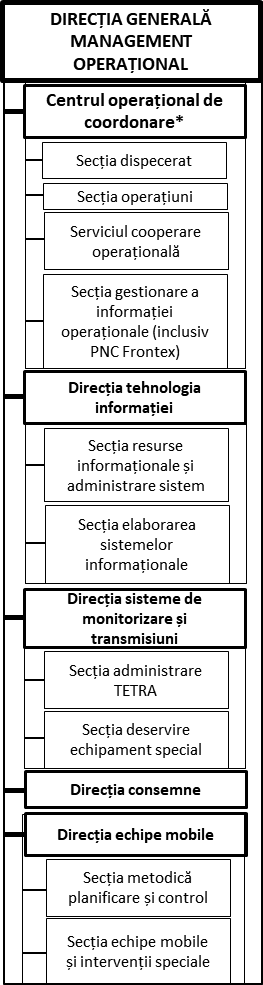 DIRECȚIA GENERALĂ
MANAGEMENT
OPERAȚIONAL
Centrul operațional de
coordonare*
Secția dispecerat
Secția operațiuni
Serviciul cooperare
operațională
Secția gestionare a
informației
operaționale (inclusiv
PNC Frontex)
Direcția tehnologia
informației
Secția resurse
informaționale și
administrare sistem
Secția elaborarea
sistemelor
informaționale
Direcția sisteme de
monitorizare și
transmisiuni
Secția administrare
TETRA
Secția deservire
echipament special
Direcția consemne
Direcția echipe mobile
Secția metodică
planificare și control
Secția echipe mobile
și intervenții speciale